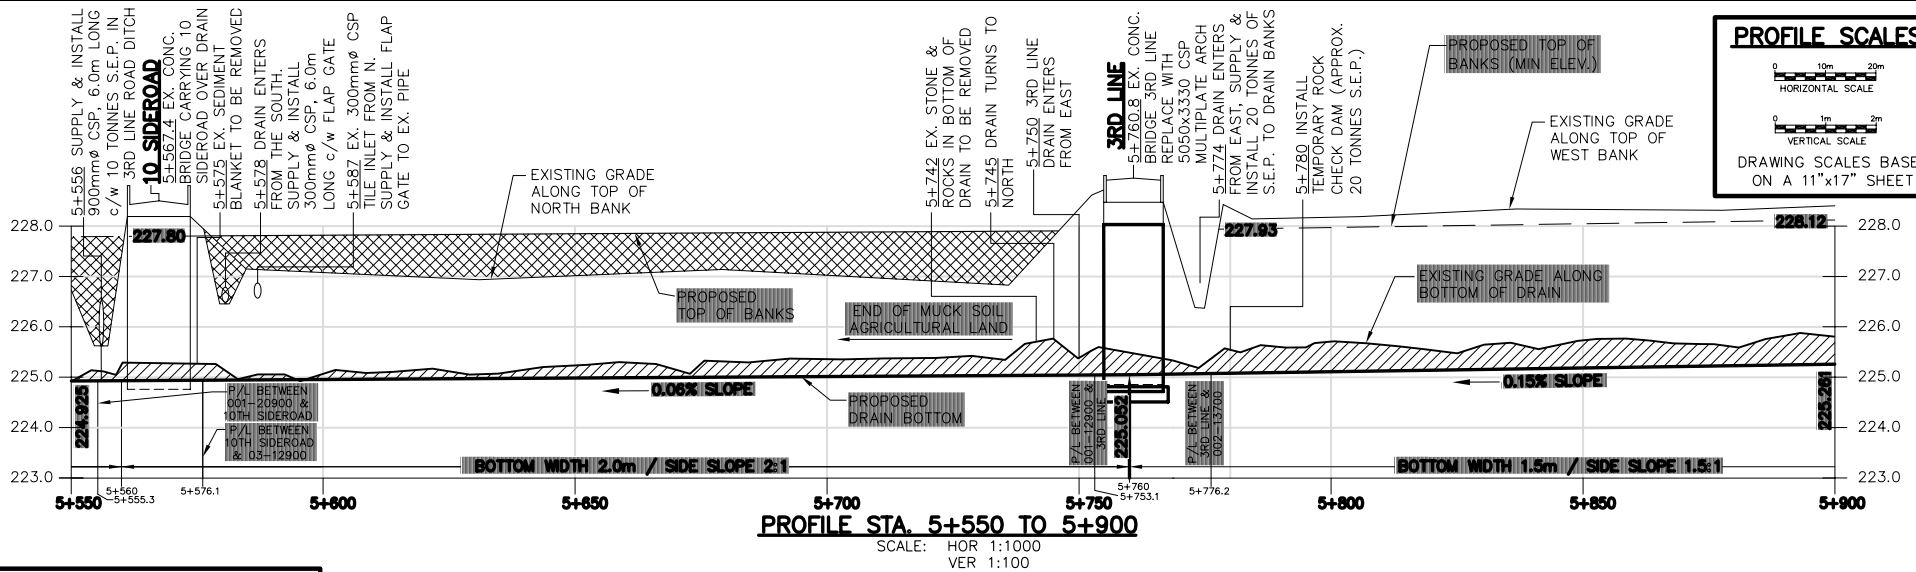 5+556 SUPPLY & INSTALL
900mmø CSP, 6.0m LONG
c/w 10 TONNES S.E.P. IN
3RD LINE ROAD DITCH
10 SIDEROAD
5+567.4 EX. CONC.
BRIDGE CARRYING 10
SIDEROAD OVER DRAIN
5+575 EX. SEDIMENT
BLANKET TO BE REMOVED
5+578 DRAIN ENTERS
FROM THE SOUTH.
SUPPLY & INSTALL
300mmø CSP, 6.0m
LONG c/w FLAP GATE
5+587 EX. 300mmø CSP
TILE INLET FROM N.
SUPPLY & INSTALL FLAP
GATE TO EX. PIPE
EXISTING GRADE
ALONG TOP OF
NORTH BANK
5+742 EX. STONE &
ROCKS IN BOTTOM OF
DRAIN TO BE REMOVED
5+745 DRAIN TURNS TO
NORTH
5+750 3RD LINE
DRAIN ENTERS
FROM EAST
3RD LINE
5+760.8 EX. CONC.
BRIDGE 3RD LINE
REPLACE WITH
5050x3330 CSP
MULTIPLATE ARCH
5+774 DRAIN ENTERS
FROM EAST, SUPPLY &
INSTALL 20 TONNES OF
S.E.P. TO DRAIN BANKS
5+780 INSTALL
TEMPORARY ROCK
CHECK DAM (APPROX.
20 TONNES S.E.P.)
PROPOSED TOP OF
BANKS (MIN ELEV.)
EXISTING GRADE
ALONG TOP OF
WEST BANK
PROFILE SCALES
0 10m 20m
HORIZONTAL SCALE
0 1m 2m
VERTICAL SCALE
DRAWING SCALES BASE
ON A 11"x17" SHEET
228.0
227.80
227.93
228.12
228.0
227.0
227.0
PROPOSED
TOP OF BANKS
END OF MUCK SOIL
AGRICULTURAL LAND
EXISTING GRADE ALONG
BOTTOM OF DRAIN
226.0
226.0
225.0
225.0
224.925
P/L BETWEEN
001-20900 &
10TH SIDEROAD
P/L BETWEEN
10TH SIDEROAD
& 03-12900
0.06% SLOPE
PROPOSED
DRAIN BOTTOM
P/L BETWEEN
001-12900 &
3RD LINE
225.052
P/L BETWEEN
3RD LINE &
002-13700
0.15% SLOPE
225.261
224.0
224.0
BOTTOM WIDTH 2.0m / SIDE SLOPE 2:1
BOTTOM WIDTH 1.5m / SIDE SLOPE 1.5:1
223.0
223.0
5+560
5+555.3
5+576.1
5+760
5+753.1
5+776.2
5+550
5+600
5+650
5+700
5+750
5+800
5+850
5+900
PROFILE STA. 5+550 TO 5+900
SCALE: HOR 1:1000
VER 1:100